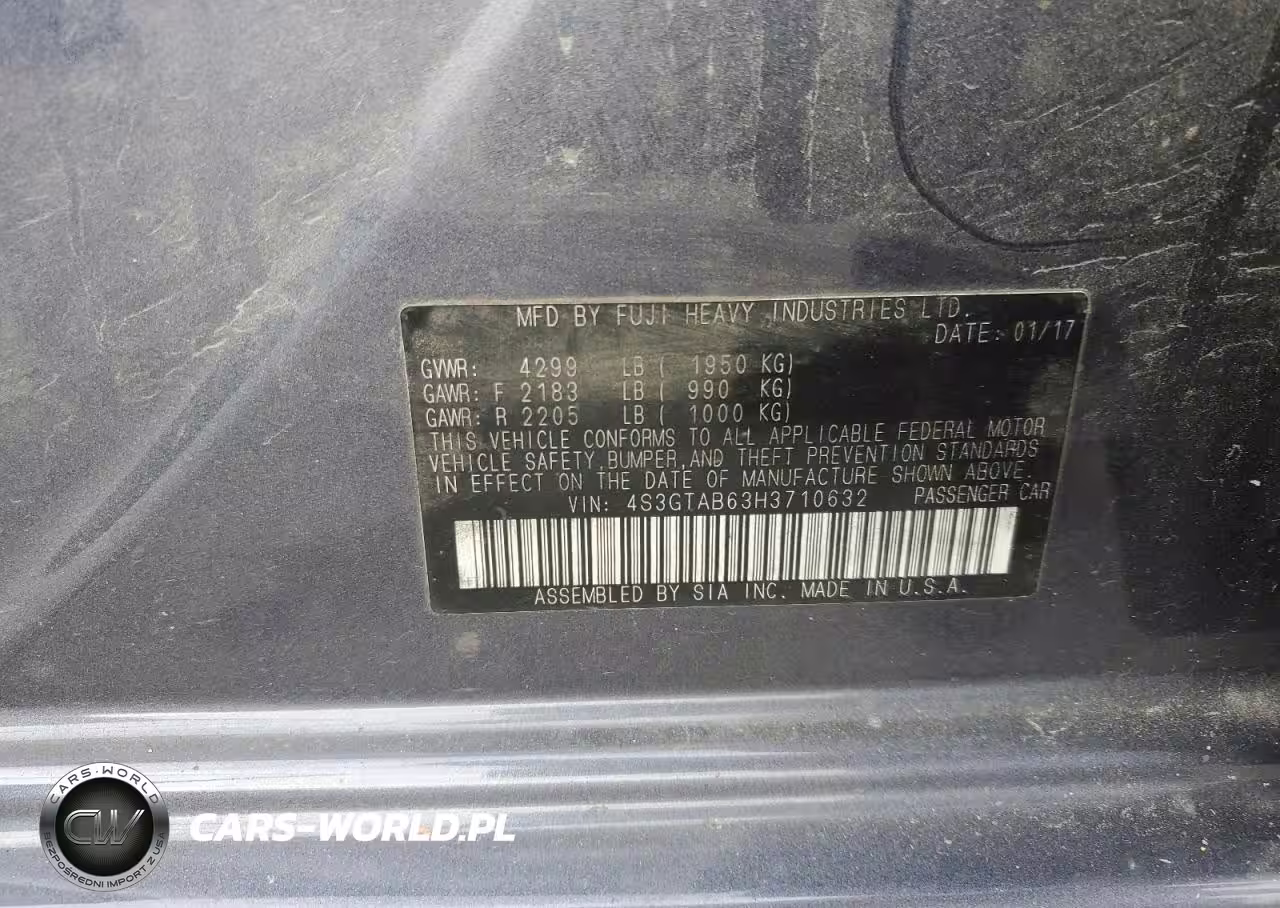 MFD BY FUJI HEAVY INDUSTRIES LTD.
DATE: 01/17
GVWR: 4299 LB ( 1950 KG)
GAWR: F 2183 LB ( 990 KG)
GAWR: R 2205 LB ( 1000 KG)
THIS VEHICLE CONFORMS TO ALL APPLICABLE FEDERAL MOTOR
VEHICLE SAFETY, BUMPER, AND THEFT PREVENTION STANDARDS
IN EFFECT ON THE DATE OF MANUFACTURE SHOWN ABOVE.
VIN: 4S3GTAB63H3710632 PASSENGER CAR
ASSEMBLED BY SIA INC. MADE IN U.S.A.
CARS-WORLD
CW
BEZPOŚREDNI IMPORT Z USA
CARS-WORLD.PL